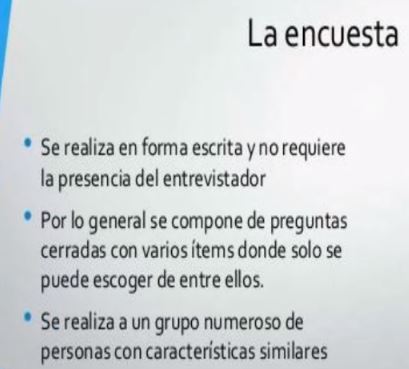 La encuesta
• Se realiza en forma escrita y no requiere
la presencia del entrevistador
• Por lo general se compone de preguntas
cerradas con varios ítems donde solo se
puede escoger de entre ellos.
• Se realiza a un grupo numeroso de
personas con características similares